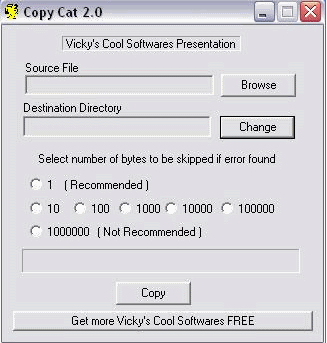 Copy Cat 2.0
Vicky's Cool Softwares Presentation
Source File
Browse
Destination Directory
Change
Select number of bytes to be skipped if error found
1 ( Recommended )
10 100 1000 10000 100000
1000000 ( Not Recommended )
Copy
Get more Vicky's Cool Softwares FREE